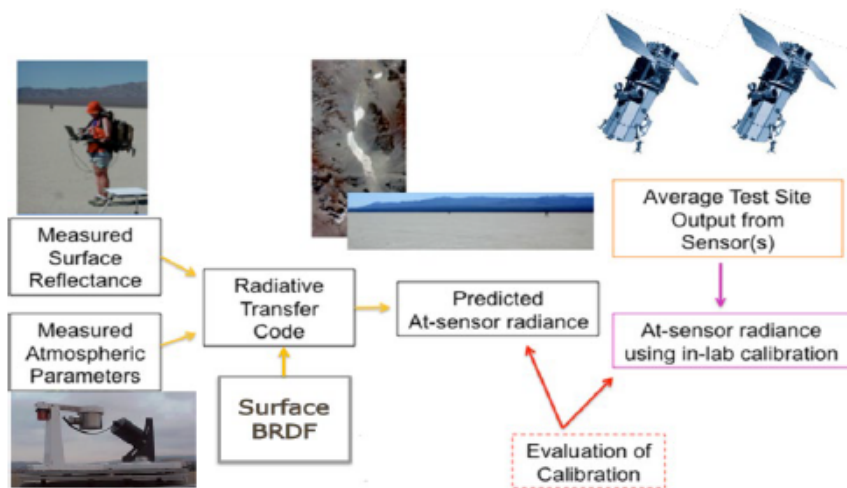 Measured
Surface
Reflectance
Measured
Atmospheric
Parameters
Radiative
Transfer
Code
Surface
BRDF
Predicted
At-sensor radiance
Average Test Site
Output from
Sensor(s)
At-sensor radiance
using in-lab calibration
Evaluation of
Calibration